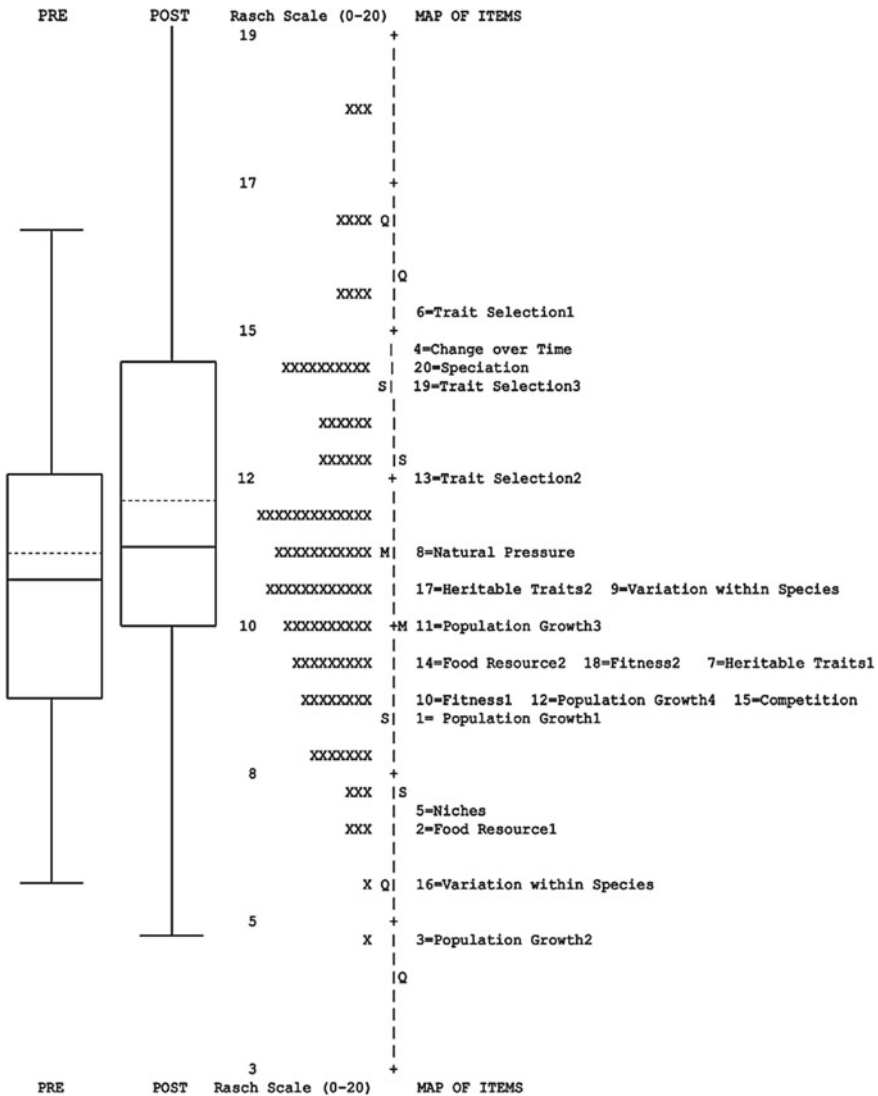 PRE POST Rasch Scale (0-20) MAP OF ITEMS
19 +
|
|
|
XXX |
|
|
|
17 +
|
XXXX Q|
|
|
|Q
XXXX |
| 6=Trait Selection1
15 +
| 4=Change over Time
XXXXXXXXXX | 20=Speciation
S| 19=Trait Selection3
|
XXXXXX |
|
XXXXXX |S
12 + 13=Trait Selection2
|
XXXXXXXXXXXXX |
|
XXXXXXXXXXX M| 8=Natural Pressure
|
XXXXXXXXXXXX | 17=Heritable Traits2 9=Variation within Species
|
10 XXXXXXXXXX +M 11=Population Growth3
|
XXXXXXXXX | 14=Food Resource2 18=Fitness2 7=Heritable Traits1
|
XXXXXXXX | 10=Fitness1 12=Population Growth4 15=Competition
S| 1= Population Growth1
|
XXXXXXX |
8 +
XXX |S
| 5=Niches
XXX | 2=Food Resource1
|
|
X Q| 16=Variation within Species
|
5 +
X | 3=Population Growth2
|
|Q
|
|
|
|
3 +
PRE POST Rasch Scale (0-20) MAP OF ITEMS